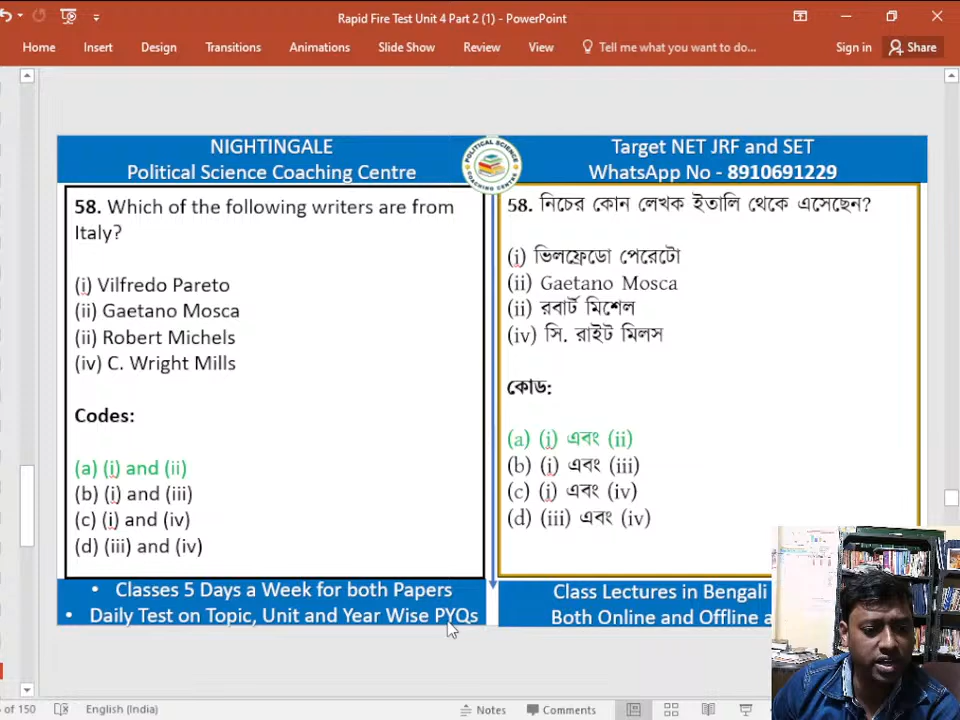 Rapid Fire Test Unit 4 Part 2 (1) - PowerPoint
Home Insert Design Transitions Animations Slide Show Review View Tell me what you want to do... Sign in Share
NIGHTINGALE
Political Science Coaching Centre
POLITICAL SCIENCE COACHING CENTRE
Target NET JRF and SET
WhatsApp No - 8910691229
58. Which of the following writers are from
Italy?
(i) Vilfredo Pareto
(ii) Gaetano Mosca
(ii) Robert Michels
(iv) C. Wright Mills
Codes:
(a) (i) and (ii)
(b) (i) and (iii)
(c) (i) and (iv)
(d) (iii) and (iv)
58. নিচের কোন লেখক ইতালি থেকে এসেছেন?
(i) ভিলফ্রেডো পেরেটো
(ii) Gaetano Mosca
(ii) রবার্ট মিশেল
(iv) সি. রাইট মিলস
কোড:
(a) (i) এবং (ii)
(b) (i) এবং (iii)
(c) (i) এবং (iv)
(d) (iii) এবং (iv)
• Classes 5 Days a Week for both Papers
• Daily Test on Topic, Unit and Year Wise PYQs
Class Lectures in Bengali
Both Online and Offline a
of 150 English (India) Notes Comments